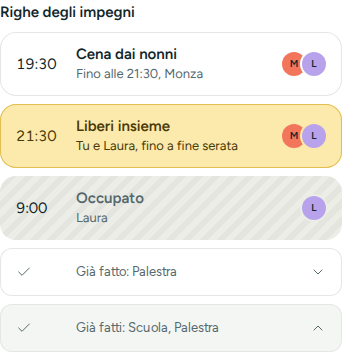 Righe degli impegni
19:30
Cena dai nonni
Fino alle 21:30, Monza
M L
21:30
Liberi insieme
Tu e Laura, fino a fine serata
M L
9:00
Occupato
Laura
L
Già fatto: Palestra
Già fatti: Scuola, Palestra